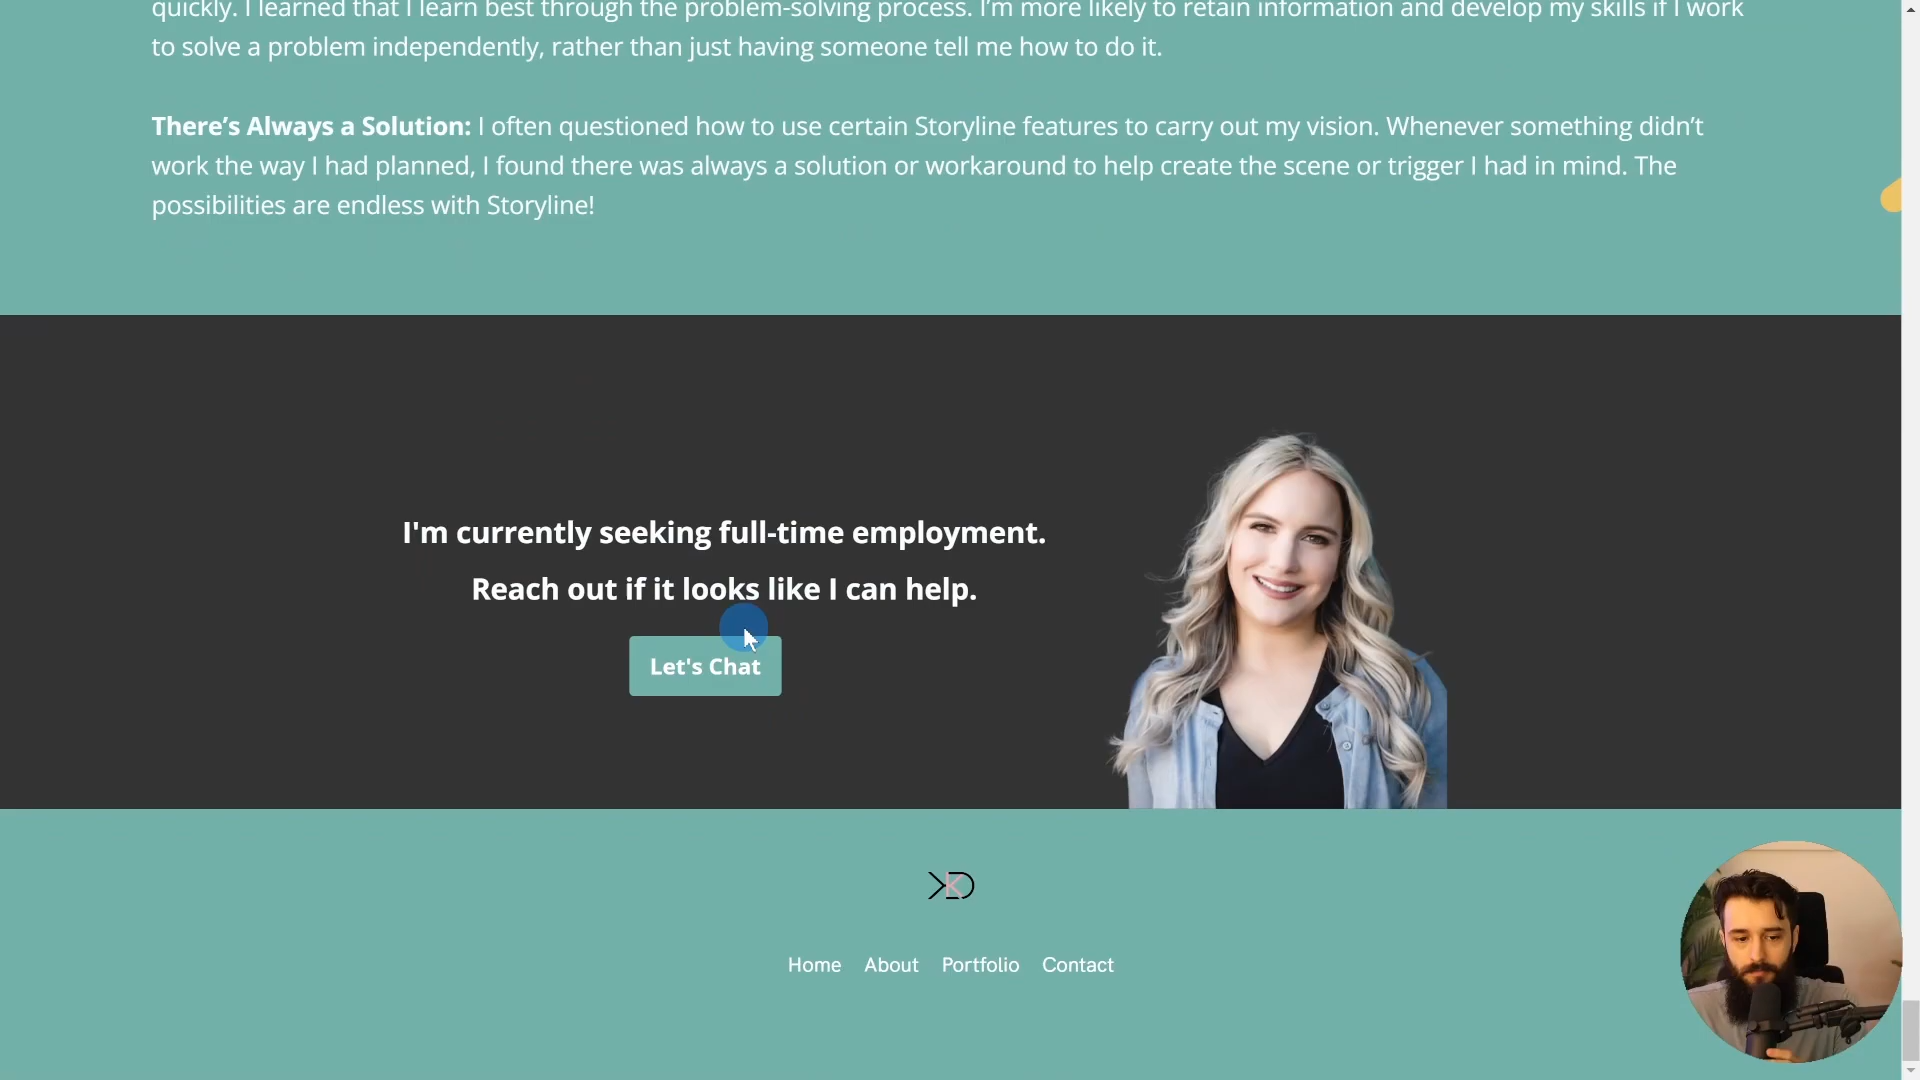 quickly. I learned that I learn best through the problem-solving process. I’m more likely to retain information and develop my skills if I work
to solve a problem independently, rather than just having someone tell me how to do it.
There’s Always a Solution: I often questioned how to use certain Storyline features to carry out my vision. Whenever something didn’t
work the way I had planned, I found there was always a solution or workaround to help create the scene or trigger I had in mind. The
possibilities are endless with Storyline!
I'm currently seeking full-time employment.
Reach out if it looks like I can help.
Let's Chat
KD
Home About Portfolio Contact